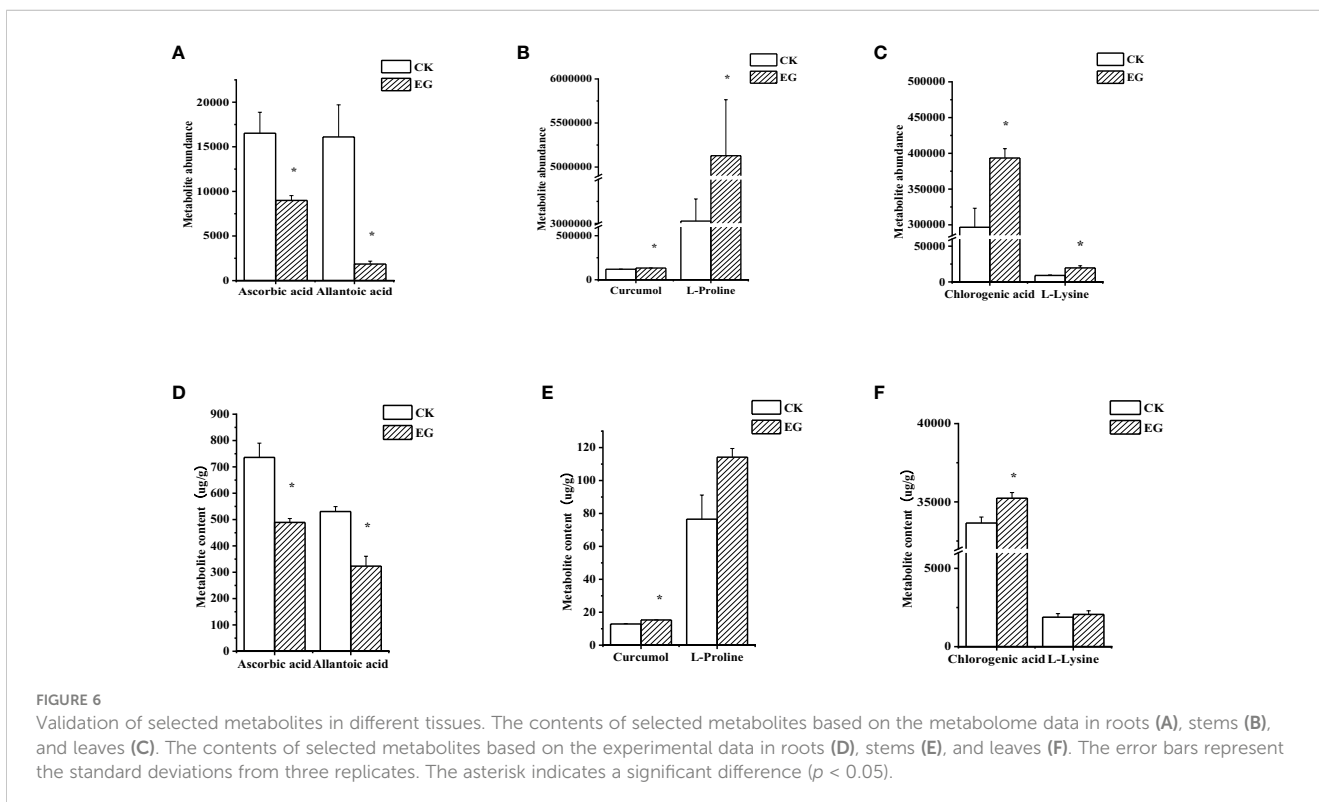 A
CK
EG
Metabolite abundance
20000
15000
10000
5000
0
*
*
Ascorbic acid Allantoic acid
B
CK
EG
Metabolite abundance
6000000
5500000
5000000
3000000
500000
0
*
*
Curcumol L-Proline
C
CK
EG
Metabolite abundance
500000
450000
400000
350000
300000
50000
0
*
*
Chlorogenic acid L-Lysine
D
CK
EG
Metabolite content (ug/g)
900
800
700
600
500
400
300
200
100
0
*
*
Ascorbic acid Allantoic acid
E
CK
EG
Metabolite content (ug/g)
120
100
80
60
40
20
0
*
Curcumol L-Proline
F
CK
EG
Metabolite content (ug/g)
40000
35000
5000
0
*
Chlorogenic acid L-Lysine
FIGURE 6
Validation of selected metabolites in different tissues. The contents of selected metabolites based on the metabolome data in roots (A), stems (B),
and leaves (C). The contents of selected metabolites based on the experimental data in roots (D), stems (E), and leaves (F). The error bars represent
the standard deviations from three replicates. The asterisk indicates a significant difference (p < 0.05).